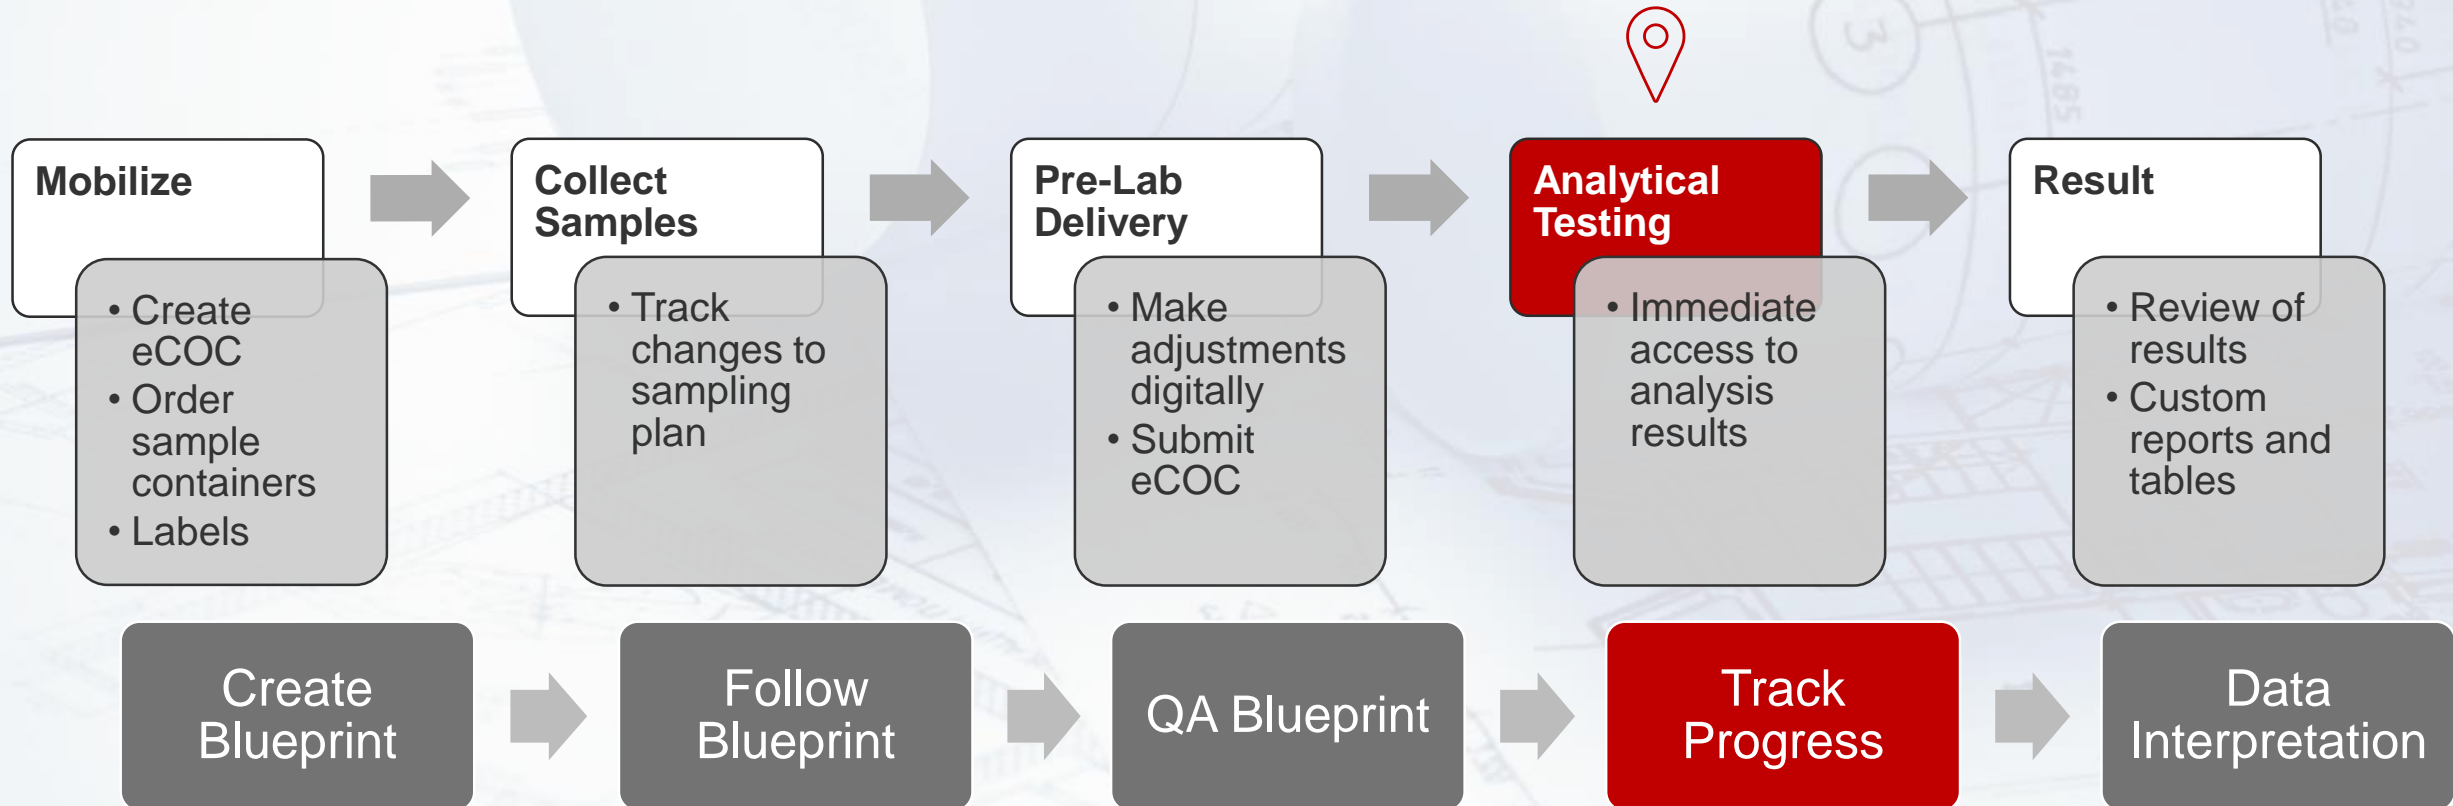 Mobilize
• Create
eCOC
• Order
sample
containers
• Labels
Collect
Samples
• Track
changes to
sampling
plan
Pre-Lab
Delivery
• Make
adjustments
digitally
• Submit
eCOC
Analytical
Testing
• Immediate
access to
analysis
results
Result
• Review of
results
• Custom
reports and
tables
Create
Blueprint
Follow
Blueprint
QA Blueprint
Track
Progress
Data
Interpretation
3
1485